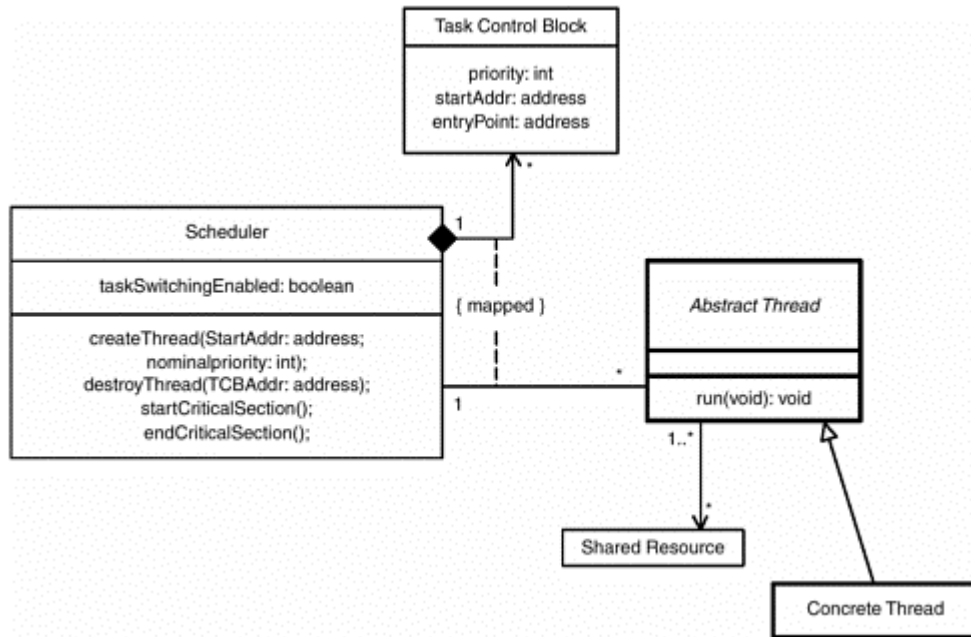 Task Control Block
priority: int
startAddr: address
entryPoint: address
*
1
Scheduler
taskSwitchingEnabled: boolean
createThread(StartAddr: address;
nominalpriority: int);
destroyThread(TCBAddr: address);
startCriticalSection();
endCriticalSection();
{ mapped }
1
*
Abstract Thread
run(void): void
1..*
*
Shared Resource
Concrete Thread